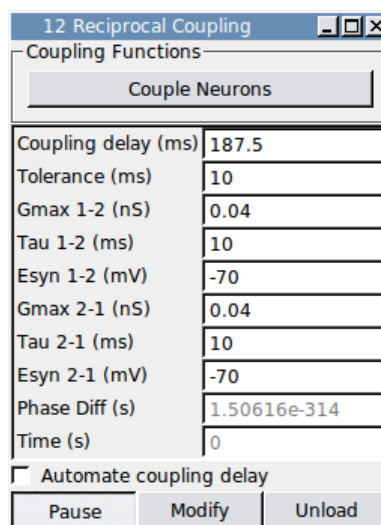 12 Reciprocal Coupling
Coupling Functions
Couple Neurons
Coupling delay (ms) 187.5
Tolerance (ms) 10
Gmax 1-2 (nS) 0.04
Tau 1-2 (ms) 10
Esyn 1-2 (mV) -70
Gmax 2-1 (nS) 0.04
Tau 2-1 (ms) 10
Esyn 2-1 (mV) -70
Phase Diff (s) 1.50616e-314
Time (s) 0
Automate coupling delay
Pause Modify Unload